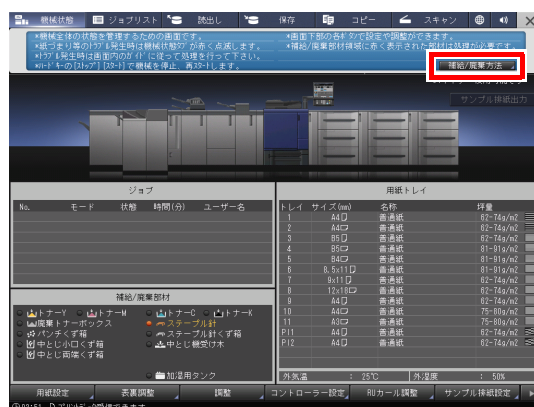 機械状態 ジョブリスト 読出し 保存 コピー スキャン
*機械全体の状態を管理するための画面です。
*紙づまり等のﾄﾗﾌﾞﾙ発生時は機械状態ﾀﾌﾞが赤く点滅します。
*ﾄﾗﾌﾞﾙ発生時は画面内のｶﾞｲﾄﾞに従って処理を行って下さい。
*ﾊｰﾄﾞｷｰの[ｽﾄｯﾌﾟ][ｽﾀｰﾄ]で機械を停止、再ｽﾀｰﾄします。
*画面下部の各ﾎﾞﾀﾝで設定や調整ができます。
*補給/廃棄部材領域に赤く表示された部材は処理が必要です。
補給/廃棄方法
サンプル排紙出力
ジョブ
No. モード 状態 時間(分) ユーザー名
補給/廃棄部材
トナーY トナーM トナーC トナーK
廃棄トナーボックス ステープル針
パンチくず箱 ステープル針くず箱
中とじ小口くず箱 中とじ機受け木
中とじ両端くず箱
加湿用タンク
用紙トレイ
トレイ サイズ(mm) 名称 坪量
1 A4 普通紙 62-74g/m2
2 A4 普通紙 62-74g/m2
3 B5 普通紙 62-74g/m2
4 B5 普通紙 81-91g/m2
5 B4 普通紙 81-91g/m2
6 8.5x11 普通紙 81-91g/m2
7 9x11 普通紙 62-74g/m2
8 12x18 普通紙 62-74g/m2
9 A4 普通紙 62-74g/m2
10 A4 普通紙 75-80g/m2
11 A3 普通紙 75-80g/m2
PI1 A4 普通紙 62-74g/m2
PI2 A4 普通紙 62-74g/m2
外気温 : 25℃ 外湿度 : 50%
用紙設定 表裏調整 調整 コントローラー設定 RUカール調整 サンプル排紙設定